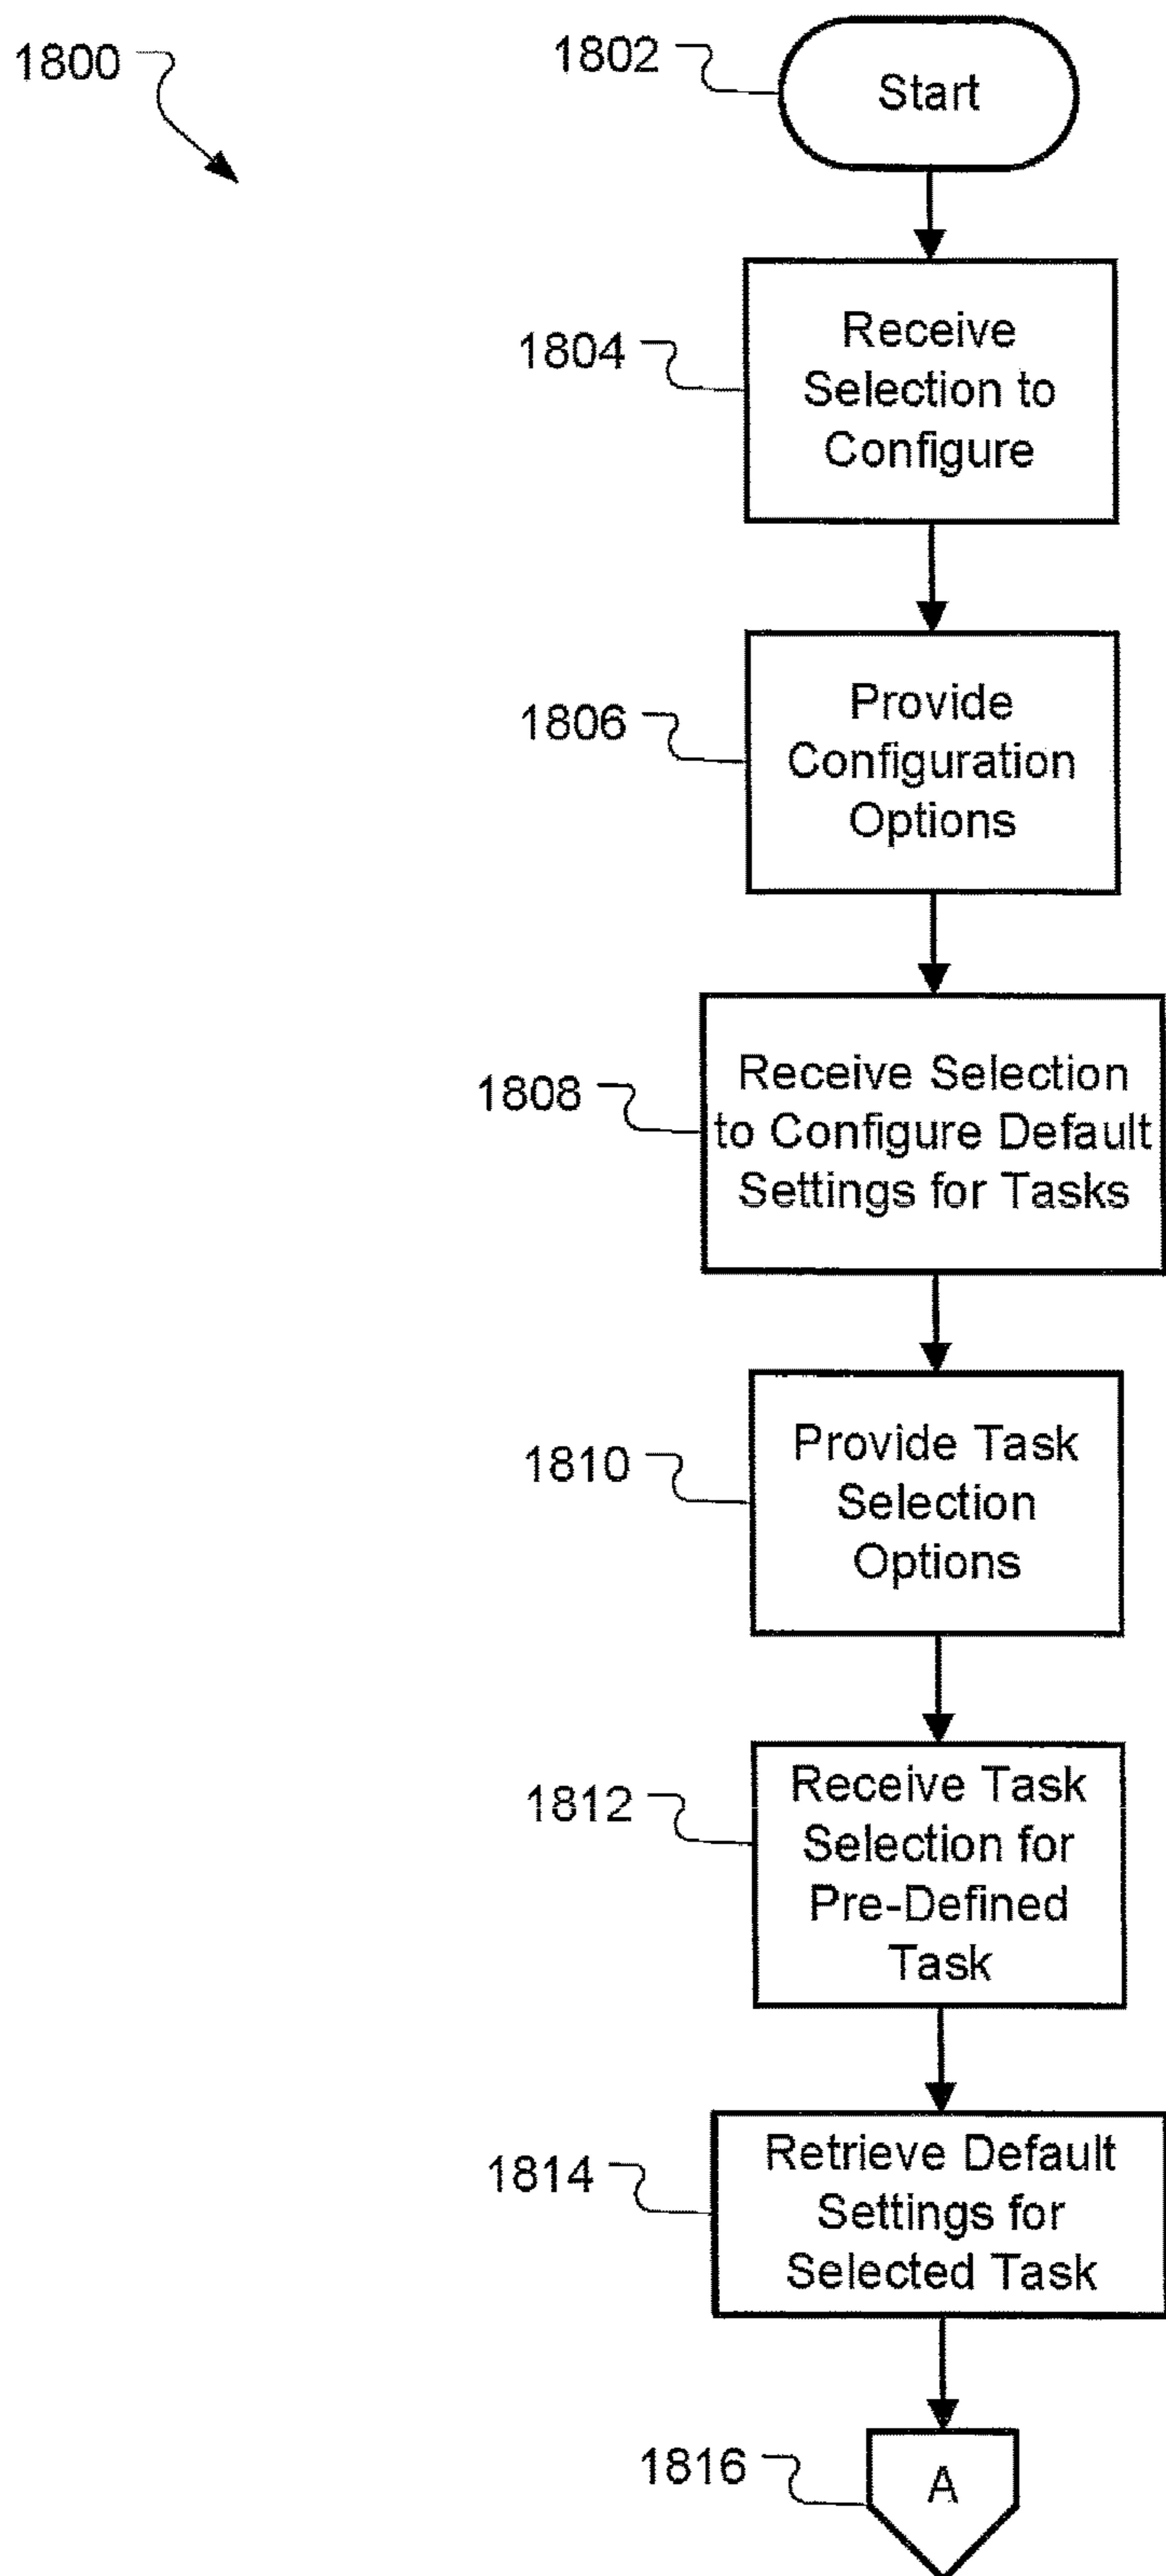 1800
1802
Start
1804
Receive
Selection to
Configure
1806
Provide
Configuration
Options
1808
Receive Selection
to Configure Default
Settings for Tasks
1810
Provide Task
Selection
Options
1812
Receive Task
Selection for
Pre-Defined
Task
1814
Retrieve Default
Settings for
Selected Task
1816
A